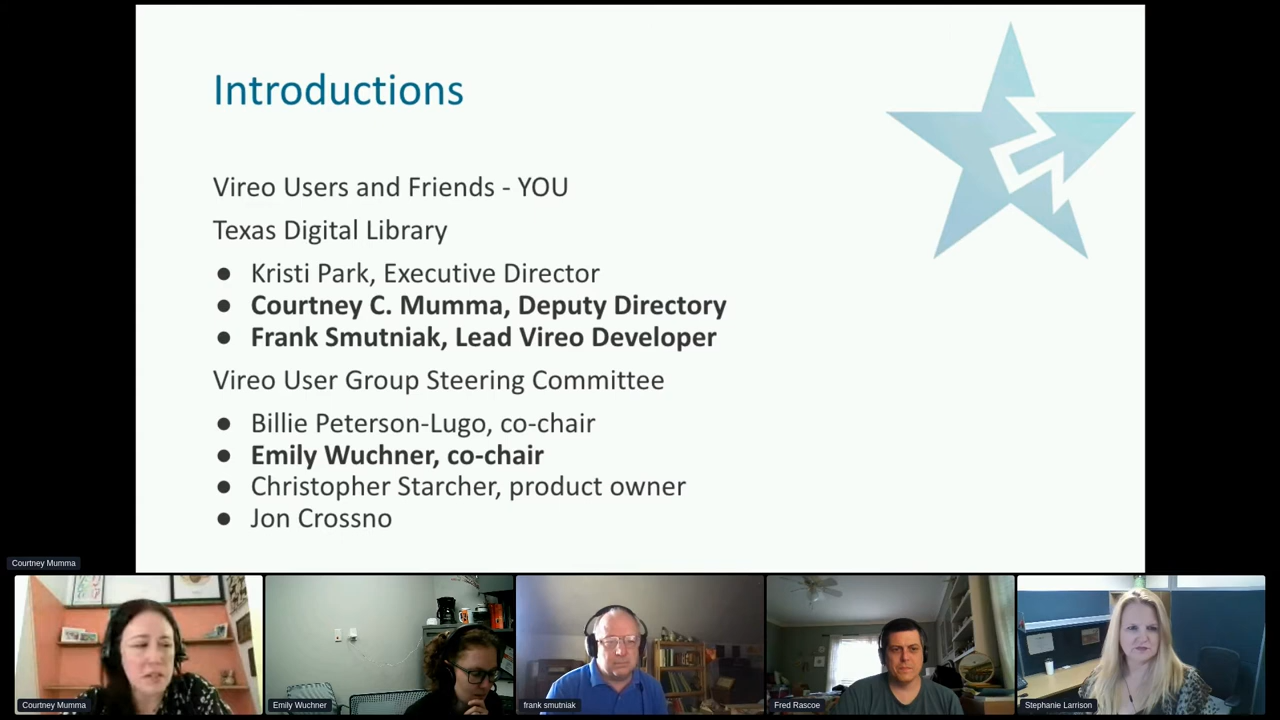 Introductions
Vireo Users and Friends - YOU
Texas Digital Library
● Kristi Park, Executive Director
● Courtney C. Mumma, Deputy Directory
● Frank Smutniak, Lead Vireo Developer
Vireo User Group Steering Committee
● Billie Peterson-Lugo, co-chair
● Emily Wuchner, co-chair
● Christopher Starcher, product owner
● Jon Crossno
Courtney Mumma
Courtney Mumma
Emily Wuchner
frank smutniak
Fred Rascoe
Stephanie Larrison